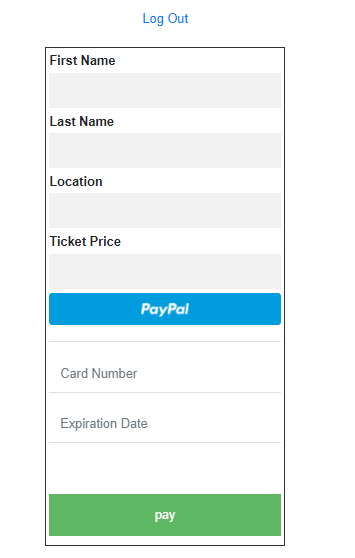 Log Out
First Name
Last Name
Location
Ticket Price
PayPal
Card Number
Expiration Date
pay